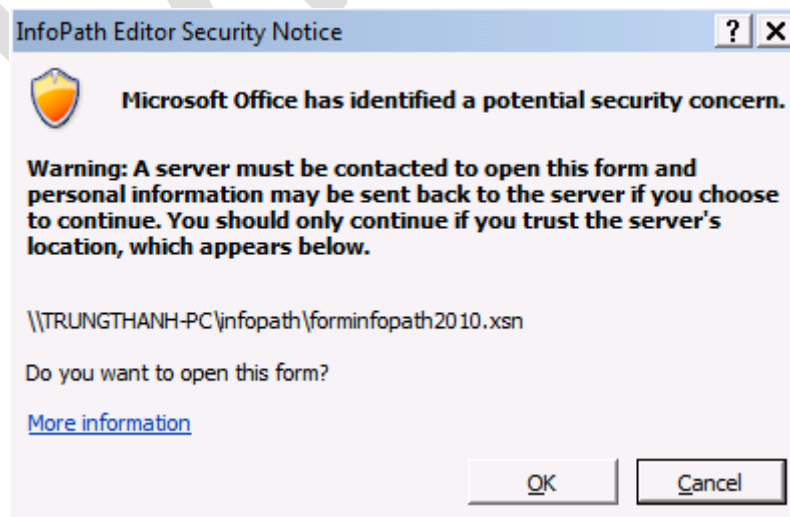 InfoPath Editor Security Notice
Microsoft Office has identified a potential security concern.
Warning: A server must be contacted to open this form and
personal information may be sent back to the server if you choose
to continue. You should only continue if you trust the server's
location, which appears below.
\\TRUNGTHANH-PC\infopath\forminfopath2010.xsn
Do you want to open this form?
More information
OK
Cancel